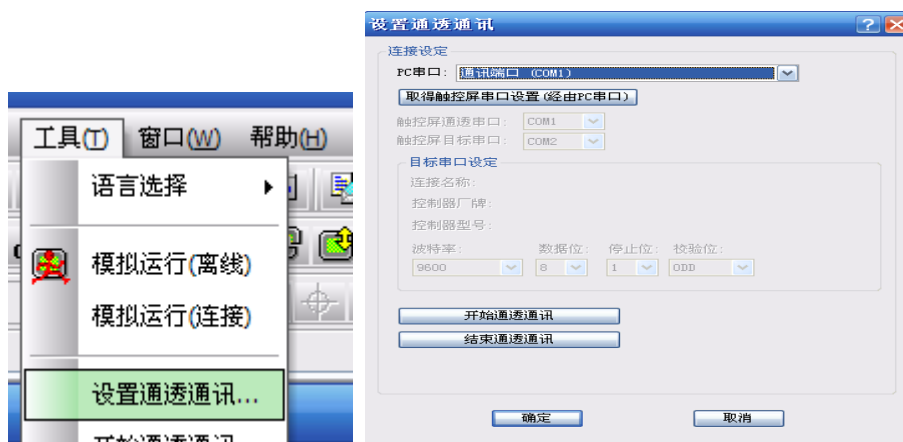 工具(T) 窗口(W) 帮助(H)
语言选择
模拟运行(离线)
模拟运行(连接)
设置通透通讯...
开始通透通讯
设置通透通讯
连接设定
PC串口: 通讯端口 (COM1)
取得触控屏串口设置(经由PC串口)
触控屏通透串口: COM1
触控屏目标串口: COM2
目标串口设定
连接名称:
控制器厂牌:
控制器型号:
波特率: 数据位: 停止位: 校验位:
9600 8 1 ODD
开始通透通讯
结束通透通讯
确定 取消